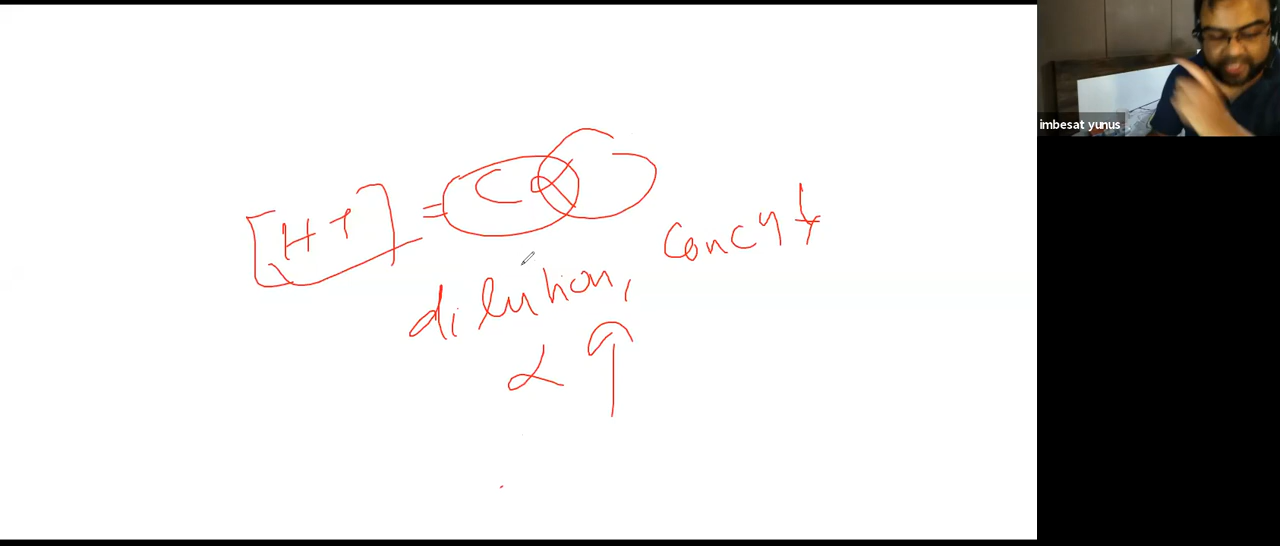 [H+] = Cα
dilution, concn ↓
α ↑
imbesat yunus